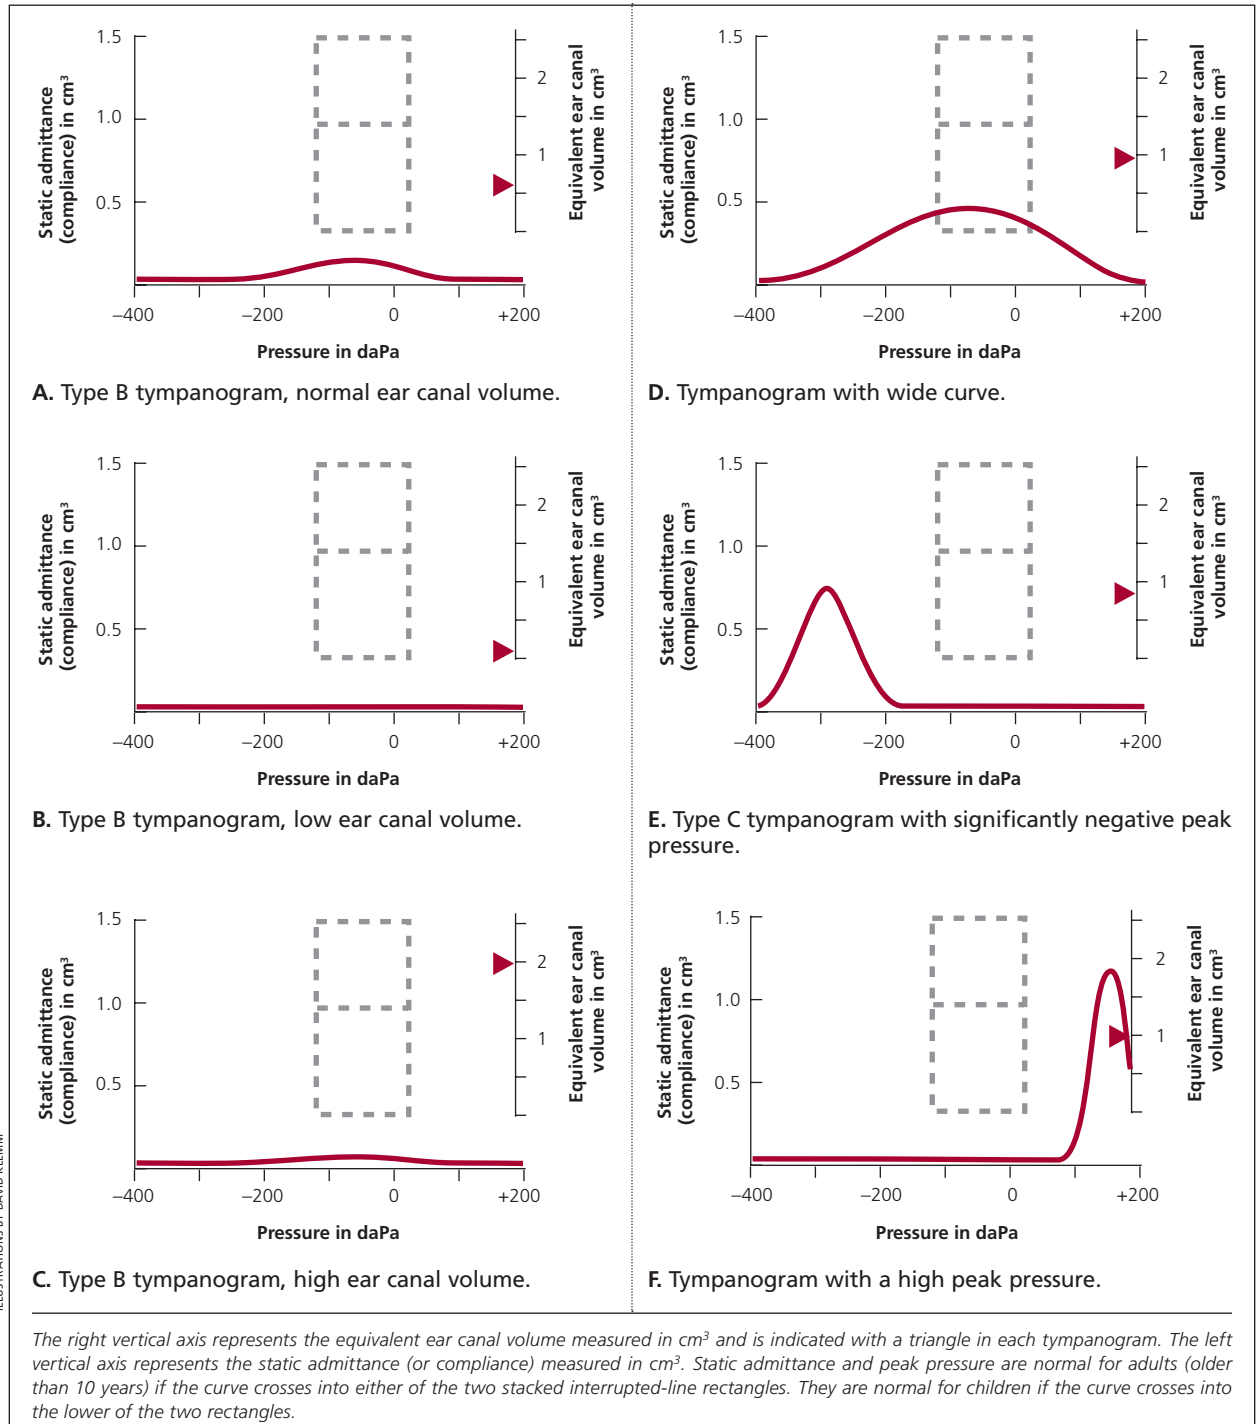 1.5
1.0
0.5
Static admittance
(compliance) in cm³
2
1
Equivalent ear canal
volume in cm³
−400
−200
0
+200
Pressure in daPa
A. Type B tympanogram, normal ear canal volume.
1.5
1.0
0.5
Static admittance
(compliance) in cm³
2
1
Equivalent ear canal
volume in cm³
−400
−200
0
+200
Pressure in daPa
B. Type B tympanogram, low ear canal volume.
1.5
1.0
0.5
Static admittance
(compliance) in cm³
2
1
Equivalent ear canal
volume in cm³
−400
−200
0
+200
Pressure in daPa
C. Type B tympanogram, high ear canal volume.
1.5
1.0
0.5
Static admittance
(compliance) in cm³
2
1
Equivalent ear canal
volume in cm³
−400
−200
0
+200
Pressure in daPa
D. Tympanogram with wide curve.
1.5
1.0
0.5
Static admittance
(compliance) in cm³
2
1
Equivalent ear canal
volume in cm³
−400
−200
0
+200
Pressure in daPa
E. Type C tympanogram with significantly negative peak
pressure.
1.5
1.0
0.5
Static admittance
(compliance) in cm³
2
1
Equivalent ear canal
volume in cm³
−400
−200
0
+200
Pressure in daPa
F. Tympanogram with a high peak pressure.
ILLUSTRATIONS BY DAVID KLEMM
The right vertical axis represents the equivalent ear canal volume measured in cm³ and is indicated with a triangle in each tympanogram. The left
vertical axis represents the static admittance (or compliance) measured in cm³. Static admittance and peak pressure are normal for adults (older
than 10 years) if the curve crosses into either of the two stacked interrupted-line rectangles. They are normal for children if the curve crosses into
the lower of the two rectangles.